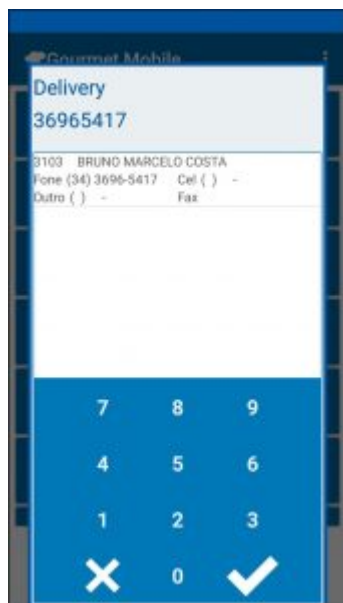 Gourmet Mobile
Delivery
36965417
3103 BRUNO MARCELO COSTA
Fone (34) 3696-5417 Cel ( ) -
Outro ( ) - Fax
7 8 9
4 5 6
1 2 3
0